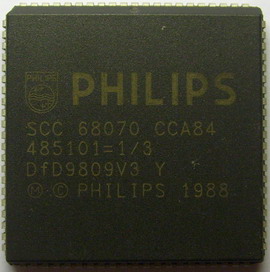 PHILIPS
SCC 68070 CCA84
485101=1/3
DfD9809V3 Y
Ⓜ © PHILIPS 1988